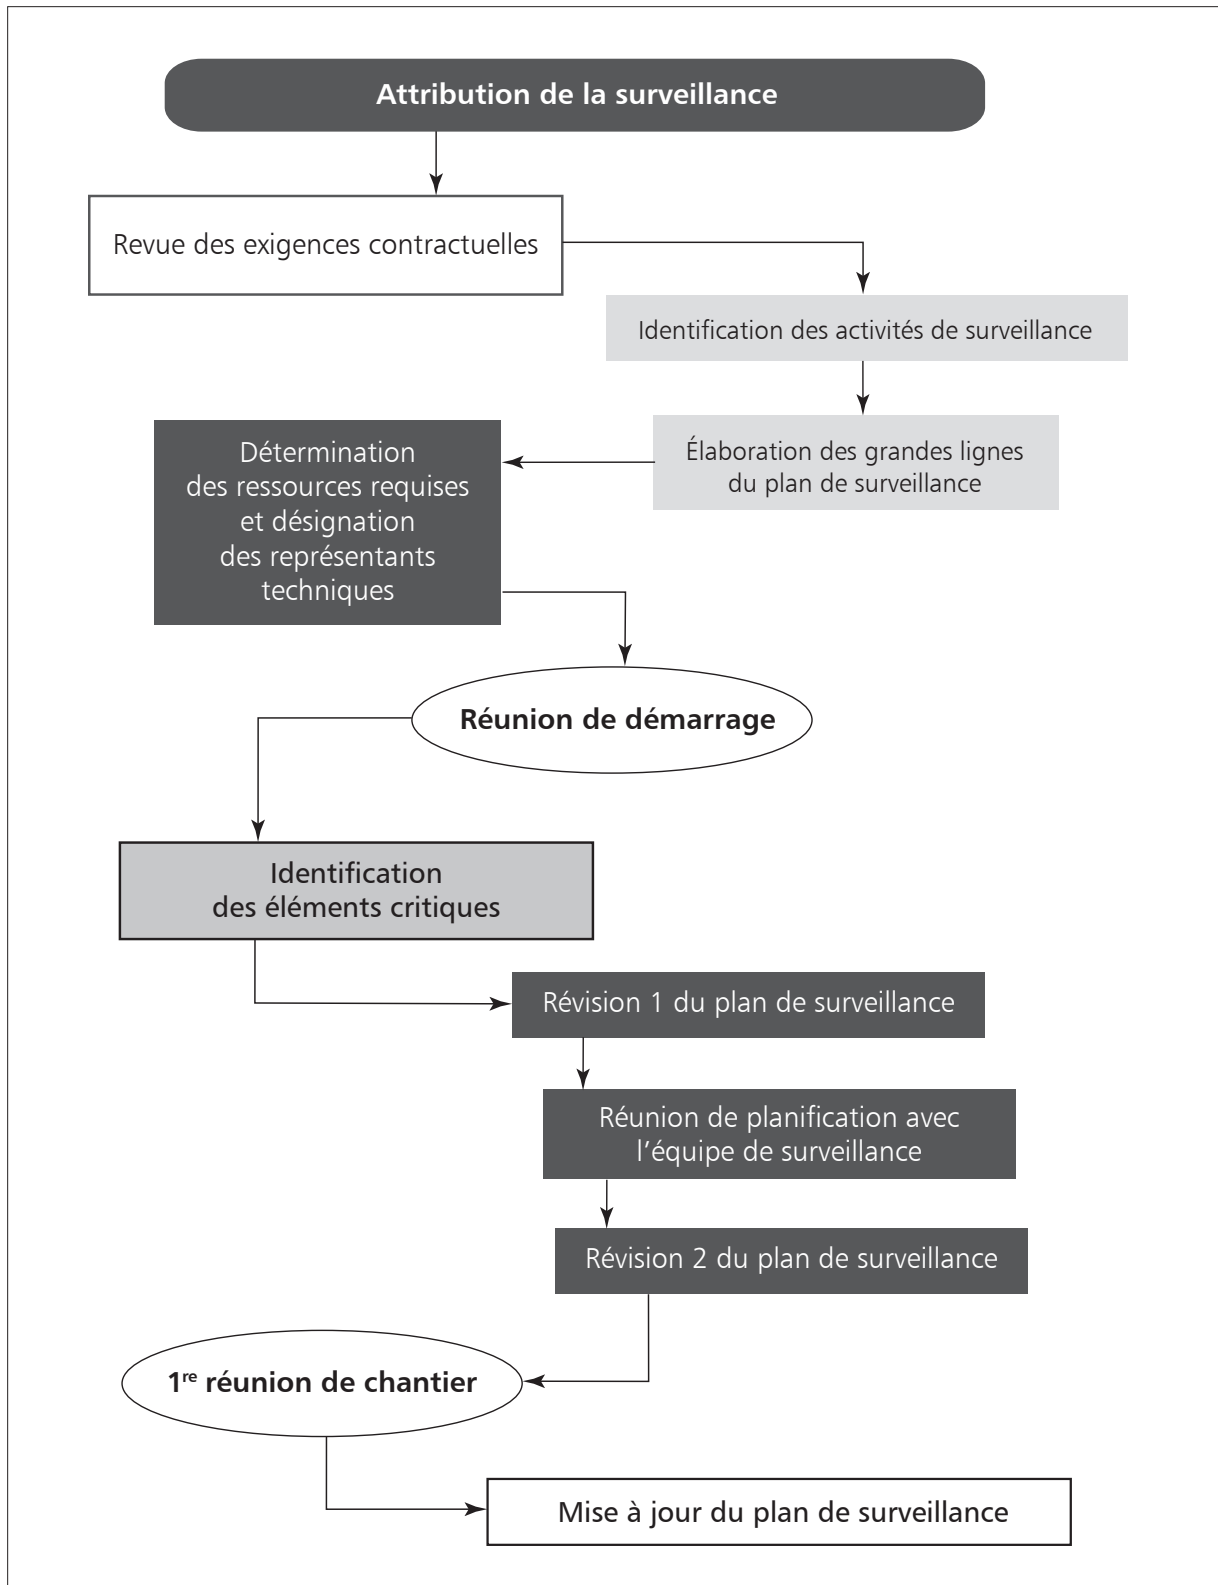 Attribution de la surveillance
Revue des exigences contractuelles
Identification des activités de surveillance
Élaboration des grandes lignes
du plan de surveillance
Détermination
des ressources requises
et désignation
des représentants
techniques
Réunion de démarrage
Identification
des éléments critiques
Révision 1 du plan de surveillance
Réunion de planification avec
l'équipe de surveillance
Révision 2 du plan de surveillance
1re réunion de chantier
Mise à jour du plan de surveillance